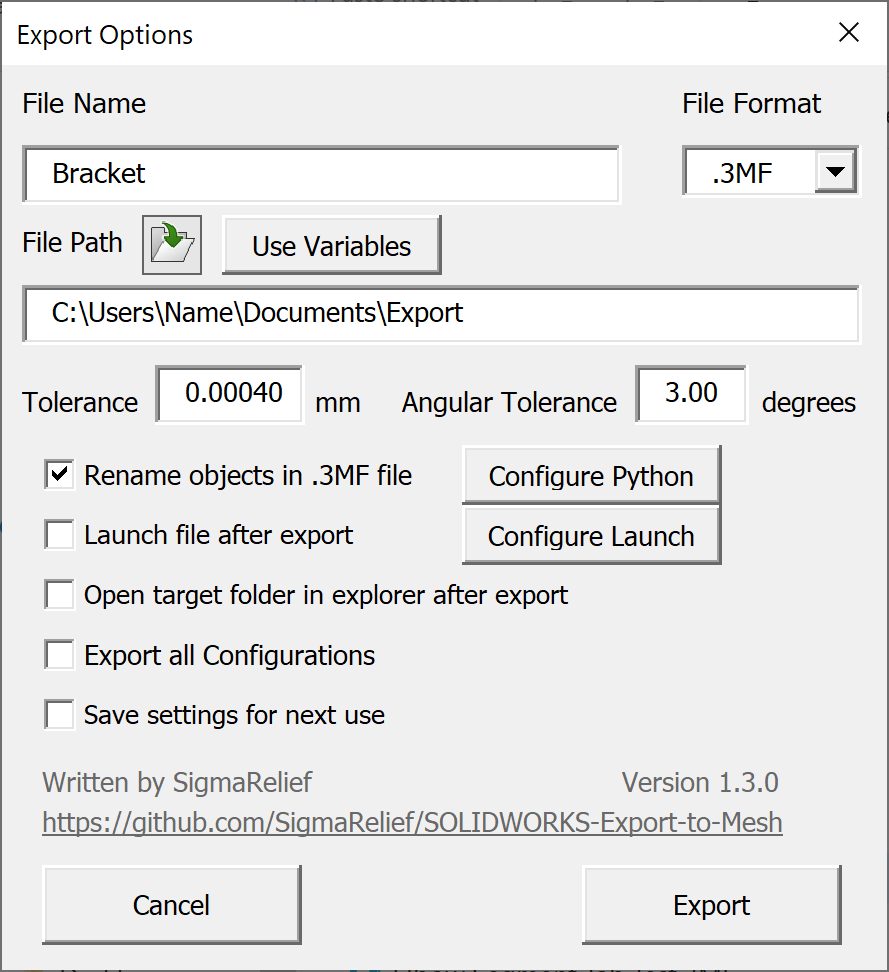 Export Options
File Name
File Format
Bracket
.3MF
File Path
Use Variables
C:\Users\Name\Documents\Export
Tolerance 0.00040 mm Angular Tolerance 3.00 degrees
Rename objects in .3MF file
Configure Python
Launch file after export
Configure Launch
Open target folder in explorer after export
Export all Configurations
Save settings for next use
Written by SigmaRelief
Version 1.3.0
https://github.com/SigmaRelief/SOLIDWORKS-Export-to-Mesh
Cancel
Export